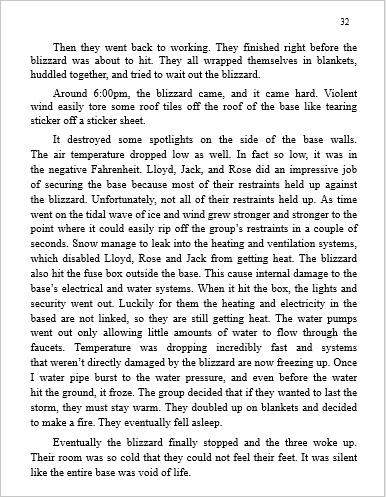 32
Then they went back to working. They finished right before the
blizzard was about to hit. They all wrapped themselves in blankets,
huddled together, and tried to wait out the blizzard.
Around 6:00pm, the blizzard came, and it came hard. Violent
wind easily tore some roof tiles off the roof of the base like tearing
sticker off a sticker sheet.
It destroyed some spotlights on the side of the base walls.
The air temperature dropped low as well. In fact so low, it was in
the negative Fahrenheit. Lloyd, Jack, and Rose did an impressive job
of securing the base because most of their restraints held up against
the blizzard. Unfortunately, not all of their restraints held up. As time
went on the tidal wave of ice and wind grew stronger and stronger to the
point where it could easily rip off the group’s restraints in a couple of
seconds. Snow manage to leak into the heating and ventilation systems,
which disabled Lloyd, Rose and Jack from getting heat. The blizzard
also hit the fuse box outside the base. This cause internal damage to the
base’s electrical and water systems. When it hit the box, the lights and
security went out. Luckily for them the heating and electricity in the
based are not linked, so they are still getting heat. The water pumps
went out only allowing little amounts of water to flow through the
faucets. Temperature was dropping incredibly fast and systems
that weren’t directly damaged by the blizzard are now freezing up. Once
I water pipe burst to the water pressure, and even before the water
hit the ground, it froze. The group decided that if they wanted to last the
storm, they must stay warm. They doubled up on blankets and decided
to make a fire. They eventually fell asleep.
Eventually the blizzard finally stopped and the three woke up.
Their room was so cold that they could not feel their feet. It was silent
like the entire base was void of life.